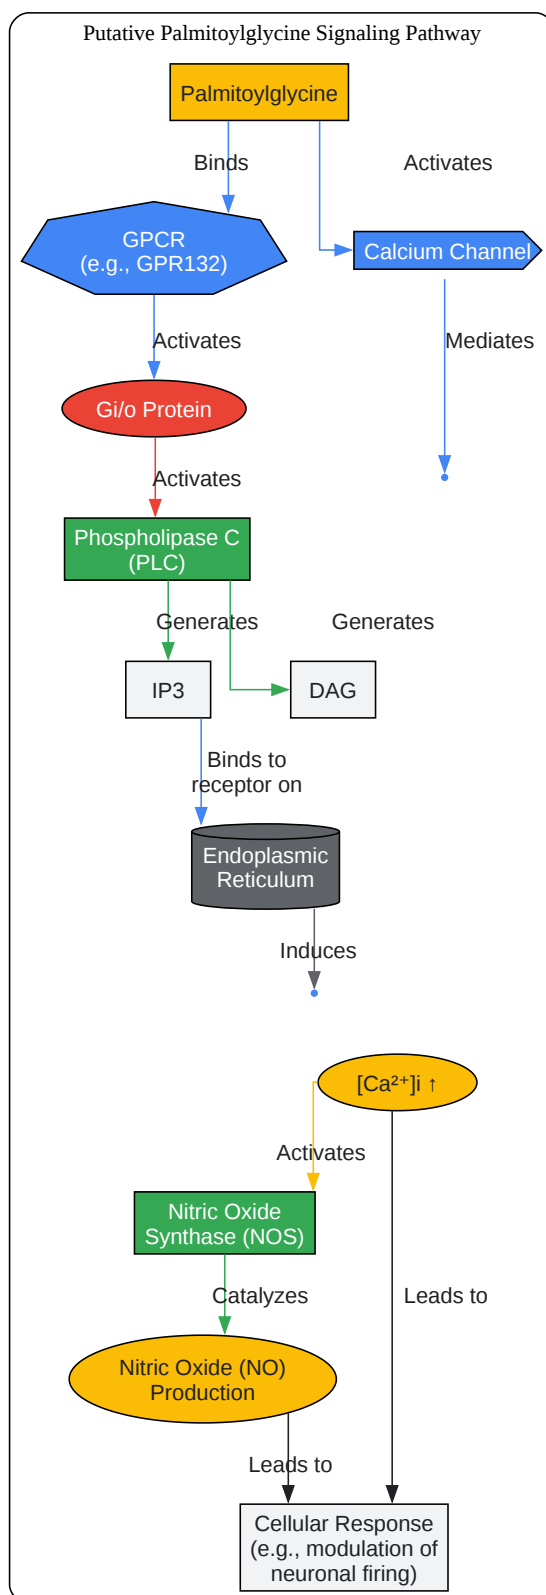 Putative Palmitoylglycine Signaling Pathway
Palmitoylglycine
Binds
Activates
GPCR
(e.g., GPR132)
Calcium Channel
Activates
Mediates
Gi/o Protein
Activates
Phospholipase C
(PLC)
Generates
Generates
IP3
DAG
Binds to
receptor on
Endoplasmic
Reticulum
Induces
[Ca²⁺]i ↑
Activates
Nitric Oxide
Synthase (NOS)
Catalyzes
Leads to
Nitric Oxide (NO)
Production
Leads to
Cellular Response
(e.g., modulation of
neuronal firing)